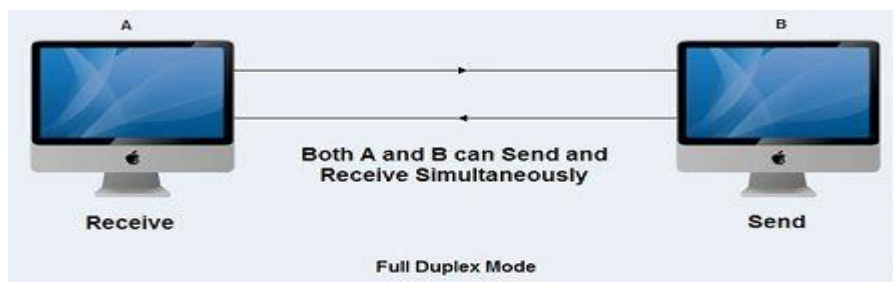 A
B
Both A and B can Send and
Receive Simultaneously
Receive
Send
Full Duplex Mode